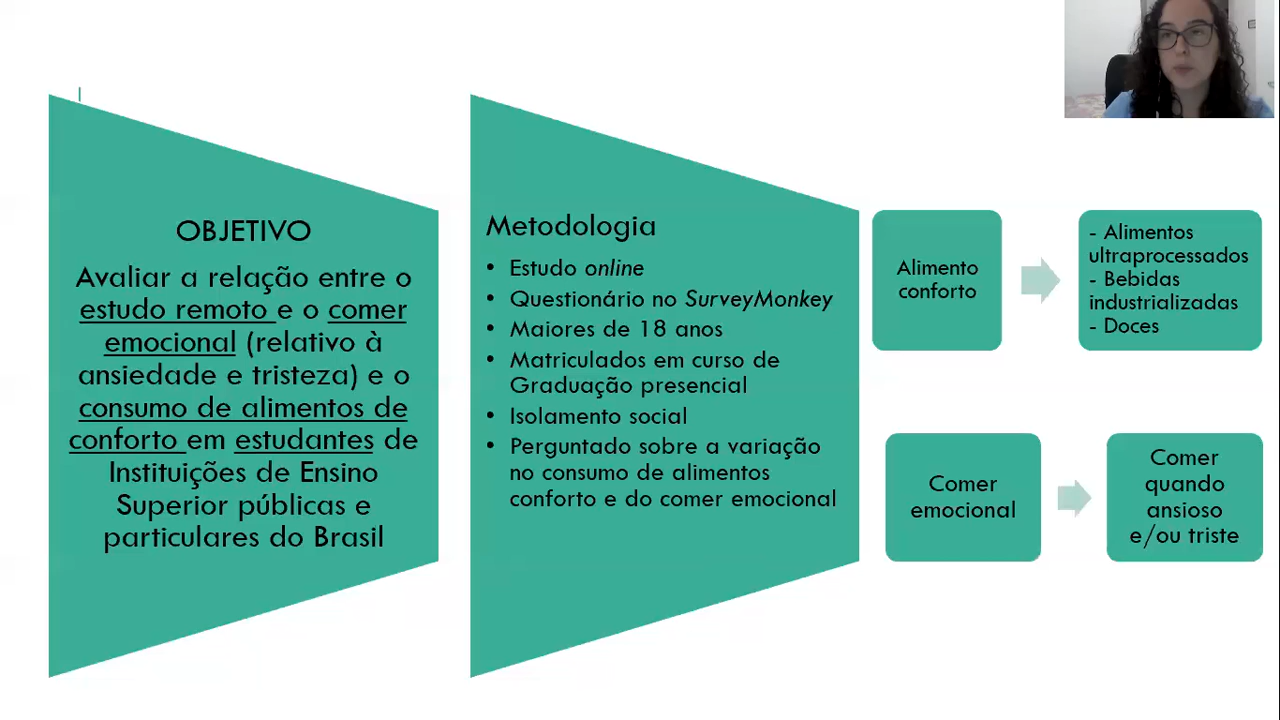 OBJETIVO
Avaliar a relação entre o
estudo remoto e o comer
emocional (relativo à
ansiedade e tristeza) e o
consumo de alimentos de
conforto em estudantes de
Instituições de Ensino
Superior públicas e
particulares do Brasil
Metodologia
• Estudo online
• Questionário no SurveyMonkey
• Maiores de 18 anos
• Matriculados em curso de
Graduação presencial
• Isolamento social
• Perguntado sobre a variação
no consumo de alimentos
conforto e do comer emocional
Alimento
conforto
- Alimentos
ultraprocessados
- Bebidas
industrializadas
- Doces
Comer
emocional
Comer
quando
ansioso
e/ou triste